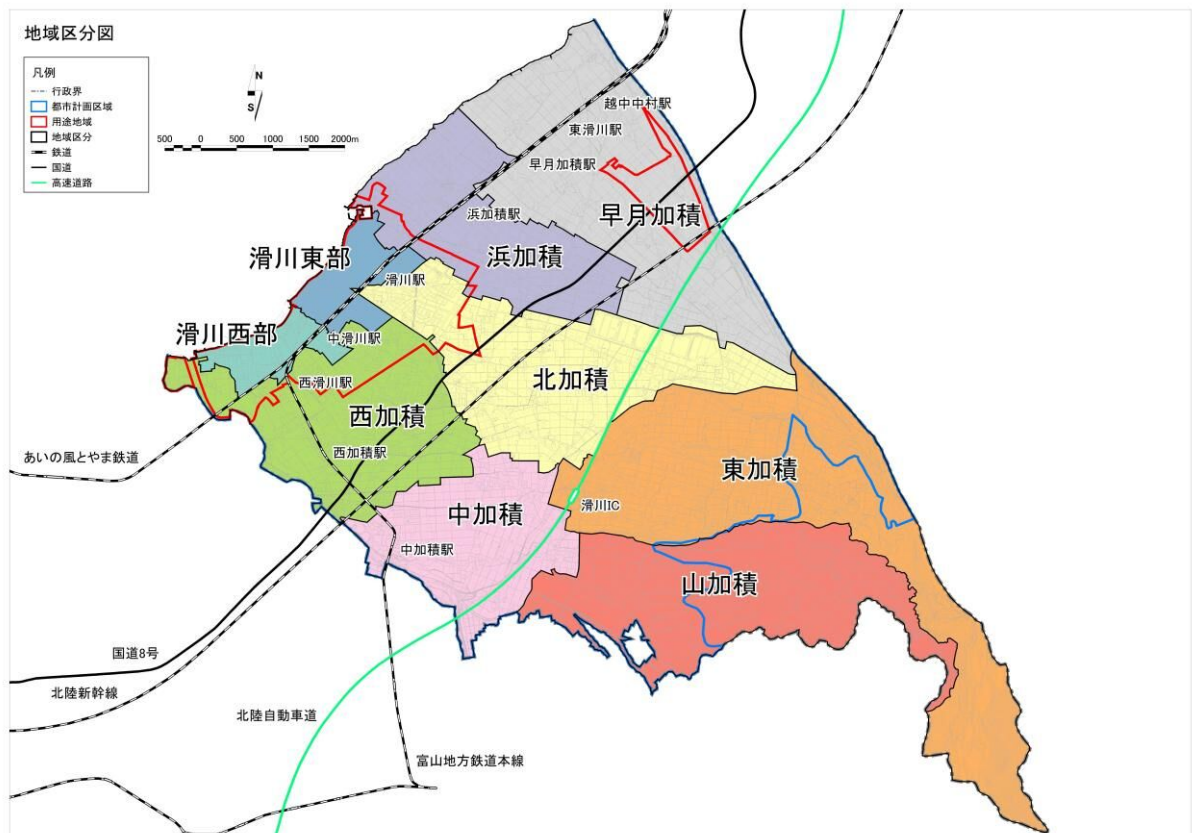 地域区分図
凡例
行政界
都市計画区域
用途地域
地域区分
鉄道
国道
高速道路
N
S
500 0 500 1000 1500 2000m
越中中村駅
東滑川駅
早月加積駅
早月加積
浜加積駅
浜加積
滑川東部
滑川駅
滑川西部
中滑川駅
西滑川駅
北加積
西加積
西加積駅
あいの風とやま鉄道
東加積
滑川IC
中加積
中加積駅
山加積
国道8号
北陸新幹線
北陸自動車道
富山地方鉄道本線